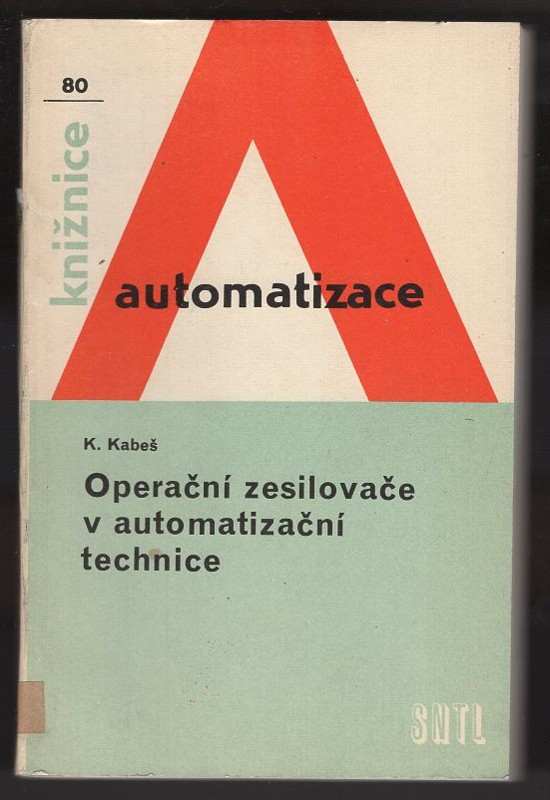 80
knižnice
automatizace
K. Kabeš
Operační zesilovače
v automatizační
technice
SNTL